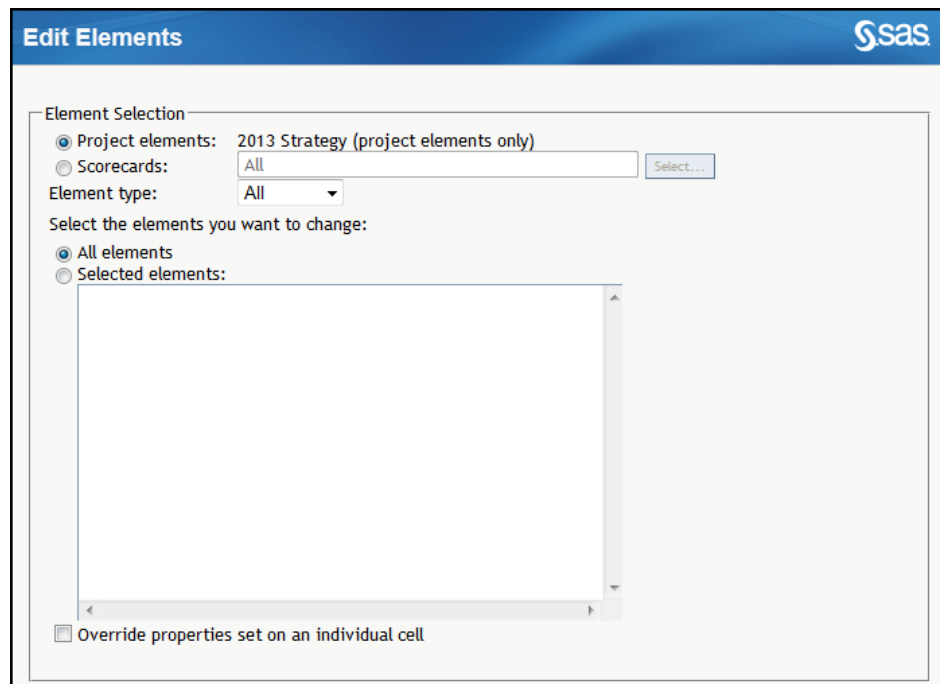 Edit Elements
sas
Element Selection
Project elements: 2013 Strategy (project elements only)
Scorecards: All Select...
Element type: All
Select the elements you want to change:
All elements
Selected elements:
Override properties set on an individual cell